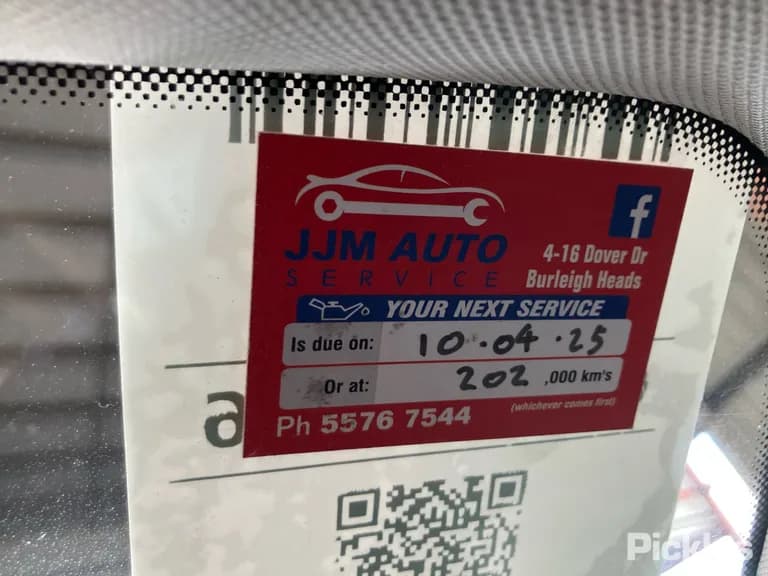 JJM AUTO
SERVICE
f
4-16 Dover Dr
Burleigh Heads
YOUR NEXT SERVICE
Is due on: 10.04.25
Or at: 202 ,000 km's
(whichever comes first)
Ph 5576 7544
a
Pickles